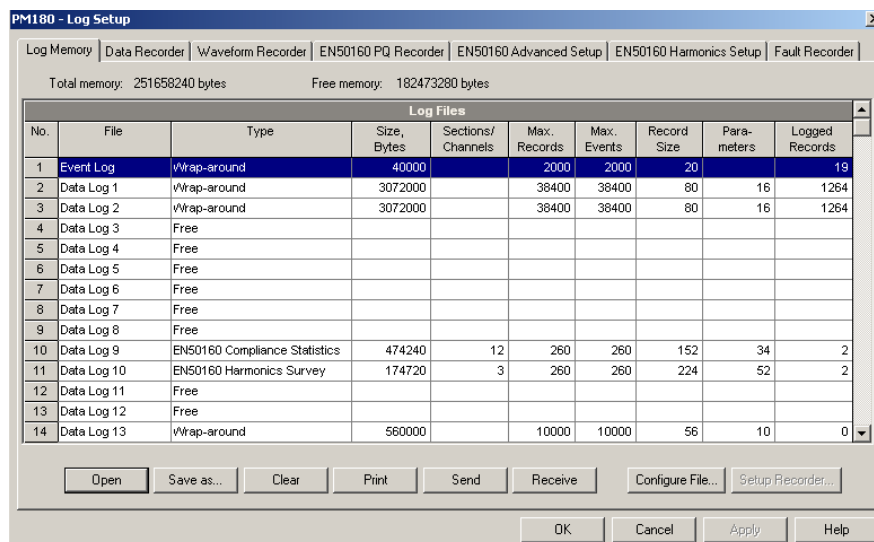 PM180 - Log Setup
Log Memory Data Recorder Waveform Recorder EN50160 PQ Recorder EN50160 Advanced Setup EN50160 Harmonics Setup Fault Recorder
Total memory: 251658240 bytes Free memory: 182473280 bytes
Log Files
No. File Type Size, Bytes Sections/ Channels Max. Records Max. Events Record Size Para- meters Logged Records
1 Event Log Wrap-around 40000 2000 2000 20 19
2 Data Log 1 Wrap-around 3072000 38400 38400 80 16 1264
3 Data Log 2 Wrap-around 3072000 38400 38400 80 16 1264
4 Data Log 3 Free
5 Data Log 4 Free
6 Data Log 5 Free
7 Data Log 6 Free
8 Data Log 7 Free
9 Data Log 8 Free
10 Data Log 9 EN50160 Compliance Statistics 474240 12 260 260 152 34 2
11 Data Log 10 EN50160 Harmonics Survey 174720 3 260 260 224 52 2
12 Data Log 11 Free
13 Data Log 12 Free
14 Data Log 13 Wrap-around 560000 10000 10000 56 10 0
Open Save as... Clear Print Send Receive Configure File... Setup Recorder...
OK Cancel Apply Help